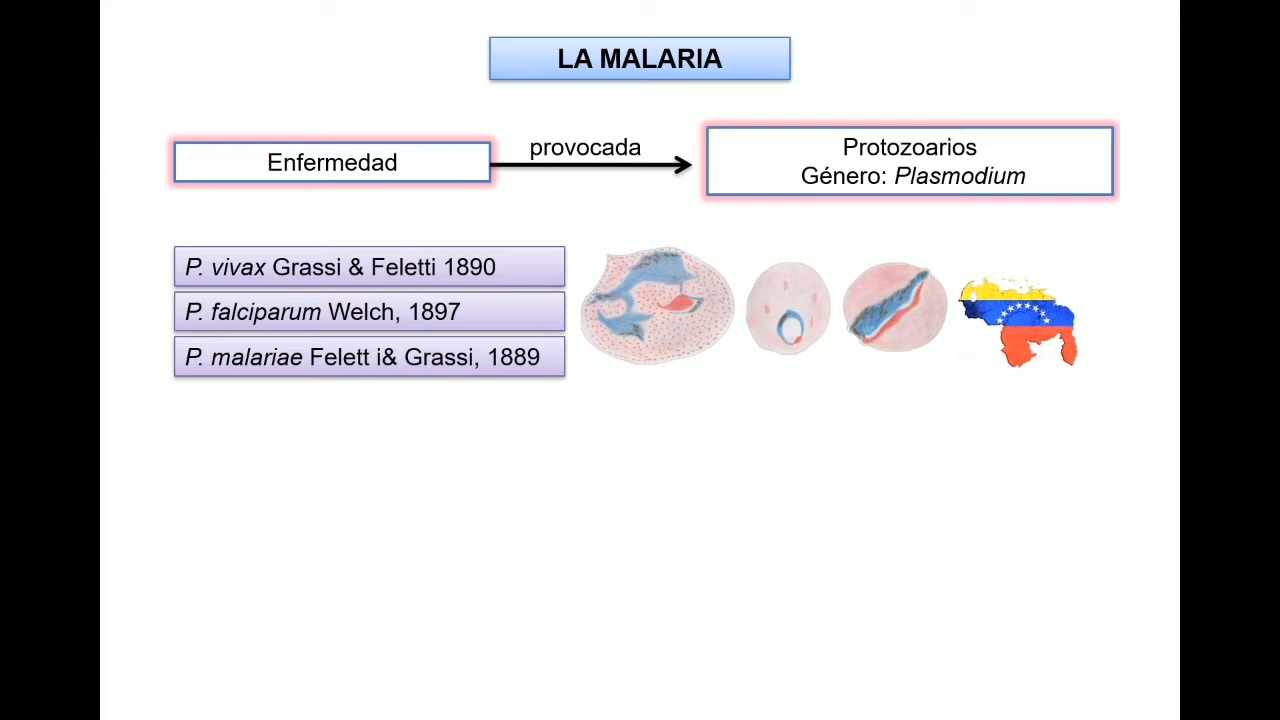 LA MALARIA
Enfermedad
provocada
Protozoarios
Género: Plasmodium
P. vivax Grassi & Feletti 1890
P. falciparum Welch, 1897
P. malariae Felett i& Grassi, 1889